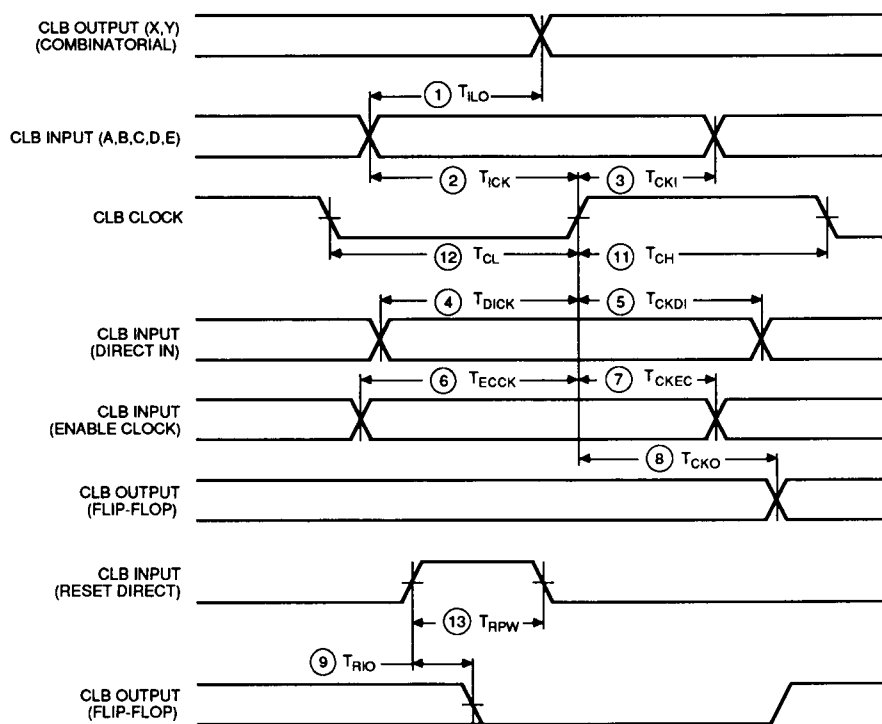 CLB OUTPUT (X,Y)
(COMBINATORIAL)
1 TILO
CLB INPUT (A,B,C,D,E)
2 TICK 3 TCKI
CLB CLOCK
12 TCL 11 TCH
4 TDICK 5 TCKDI
CLB INPUT
(DIRECT IN)
6 TECCK 7 TCKEC
CLB INPUT
(ENABLE CLOCK)
8 TCKO
CLB OUTPUT
(FLIP-FLOP)
CLB INPUT
(RESET DIRECT)
13 TRPW
9 TRIO
CLB OUTPUT
(FLIP-FLOP)